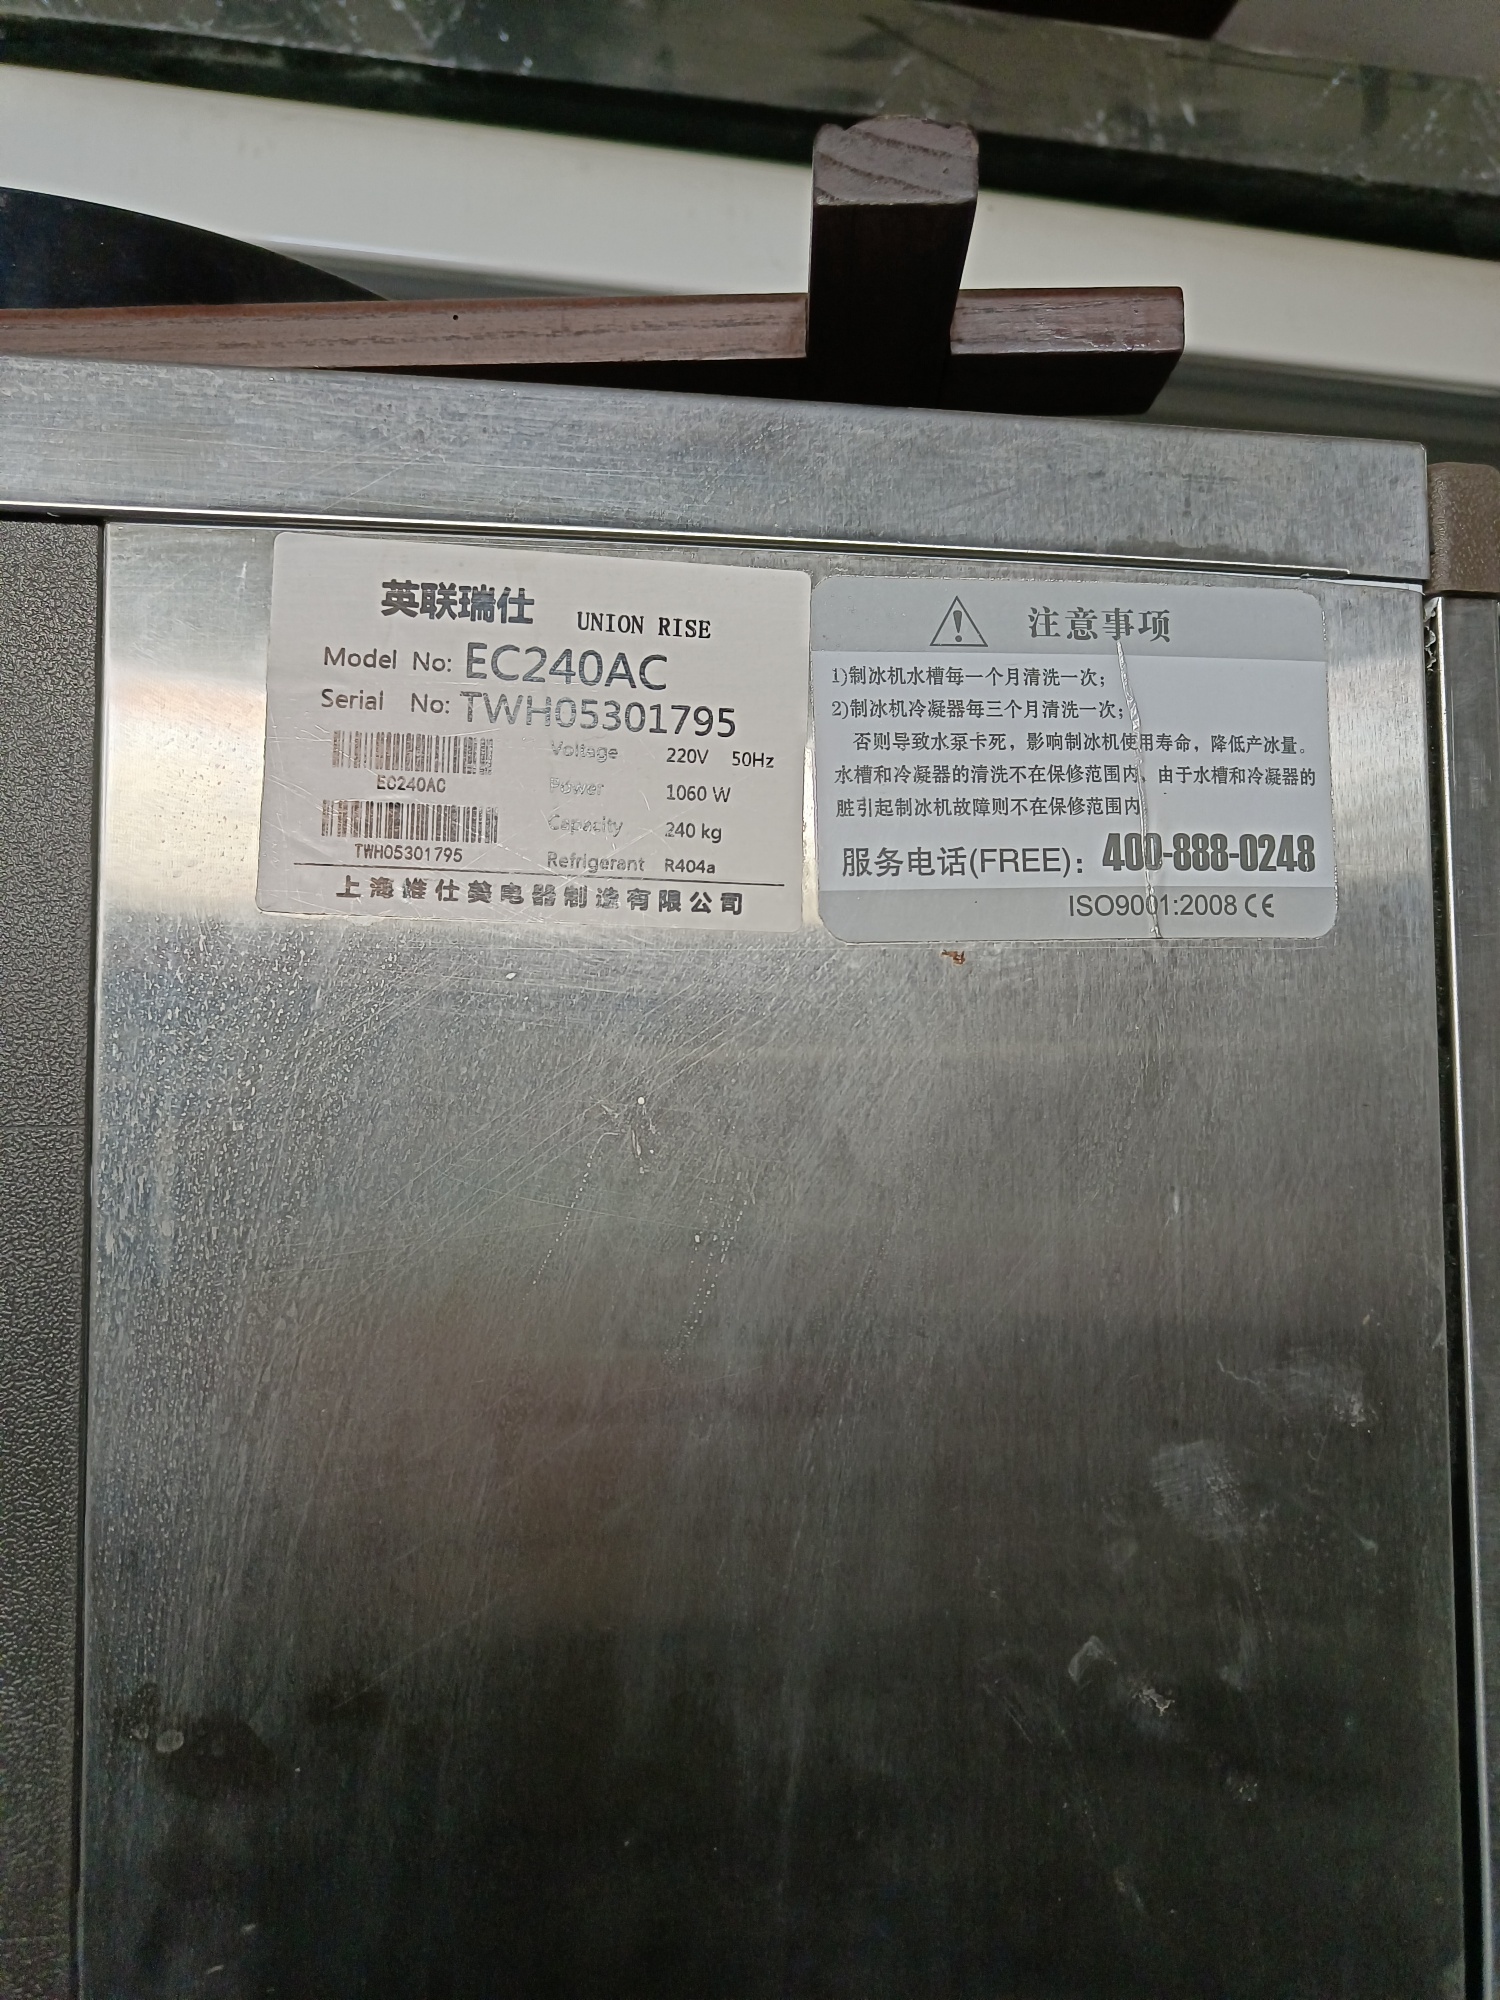 英联瑞仕 UNION RISE
Model No: EC240AC
Serial No: TWH05301795
EC240AC
TWH05301795
Voltage 220V 50Hz
Power 1060 W
Capacity 240 kg
Refrigerant R404a
上海惟仕美电器制造有限公司
注意事项
1)制冰机水槽每一个月清洗一次;
2)制冰机冷凝器每三个月清洗一次;
否则导致水泵卡死，影响制冰机使用寿命，降低产冰量。
水槽和冷凝器的清洗不在保修范围内、由于水槽和冷凝器的
脏引起制冰机故障则不在保修范围内
服务电话(FREE)：400-888-0248
ISO9001:2008 CE